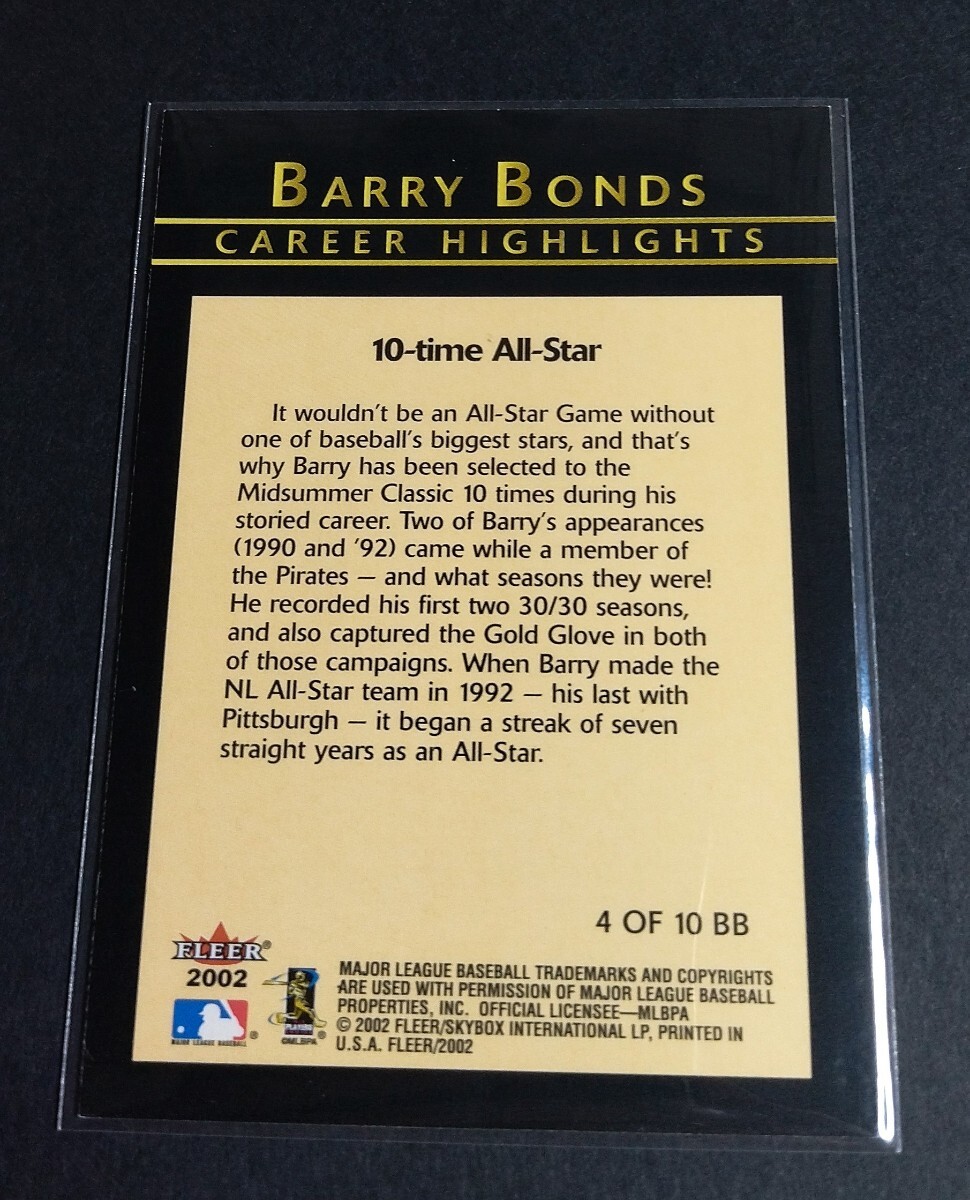 BARRY BONDS
CAREER HIGHLIGHTS
10-time All-Star
It wouldn't be an All-Star Game without
one of baseball's biggest stars, and that's
why Barry has been selected to the
Midsummer Classic 10 times during his
storied career. Two of Barry's appearances
(1990 and '92) came while a member of
the Pirates — and what seasons they were!
He recorded his first two 30/30 seasons,
and also captured the Gold Glove in both
of those campaigns. When Barry made the
NL All-Star team in 1992 — his last with
Pittsburgh — it began a streak of seven
straight years as an All-Star.
4 OF 10 BB
FLEER®
2002
MAJOR LEAGUE BASEBALL ®
PLAYERS ®
©MLBPA
MAJOR LEAGUE BASEBALL TRADEMARKS AND COPYRIGHTS
ARE USED WITH PERMISSION OF MAJOR LEAGUE BASEBALL
PROPERTIES, INC. OFFICIAL LICENSEE—MLBPA
© 2002 FLEER/SKYBOX INTERNATIONAL LP, PRINTED IN
U.S.A. FLEER/2002